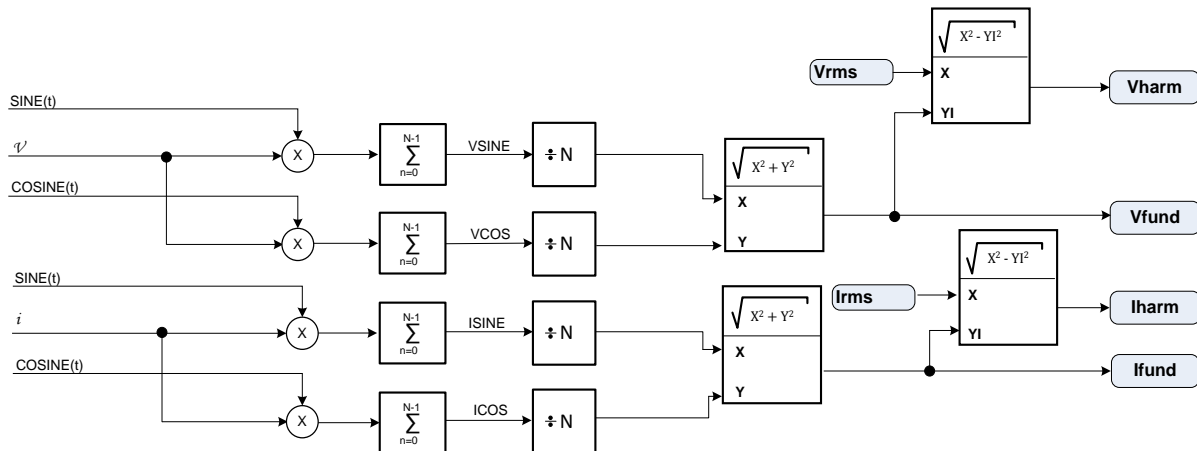 √X² - YI²
Vrms
X
YI
Vharm
SINE(t)
𝒱
X
N-1
∑
n=0
VSINE
÷ N
√X² + Y²
X
Y
COSINE(t)
X
N-1
∑
n=0
VCOS
÷ N
Vfund
√X² - YI²
Irms
X
YI
Iharm
SINE(t)
i
X
N-1
∑
n=0
ISINE
÷ N
√X² + Y²
X
Y
Ifund
COSINE(t)
X
N-1
∑
n=0
ICOS
÷ N